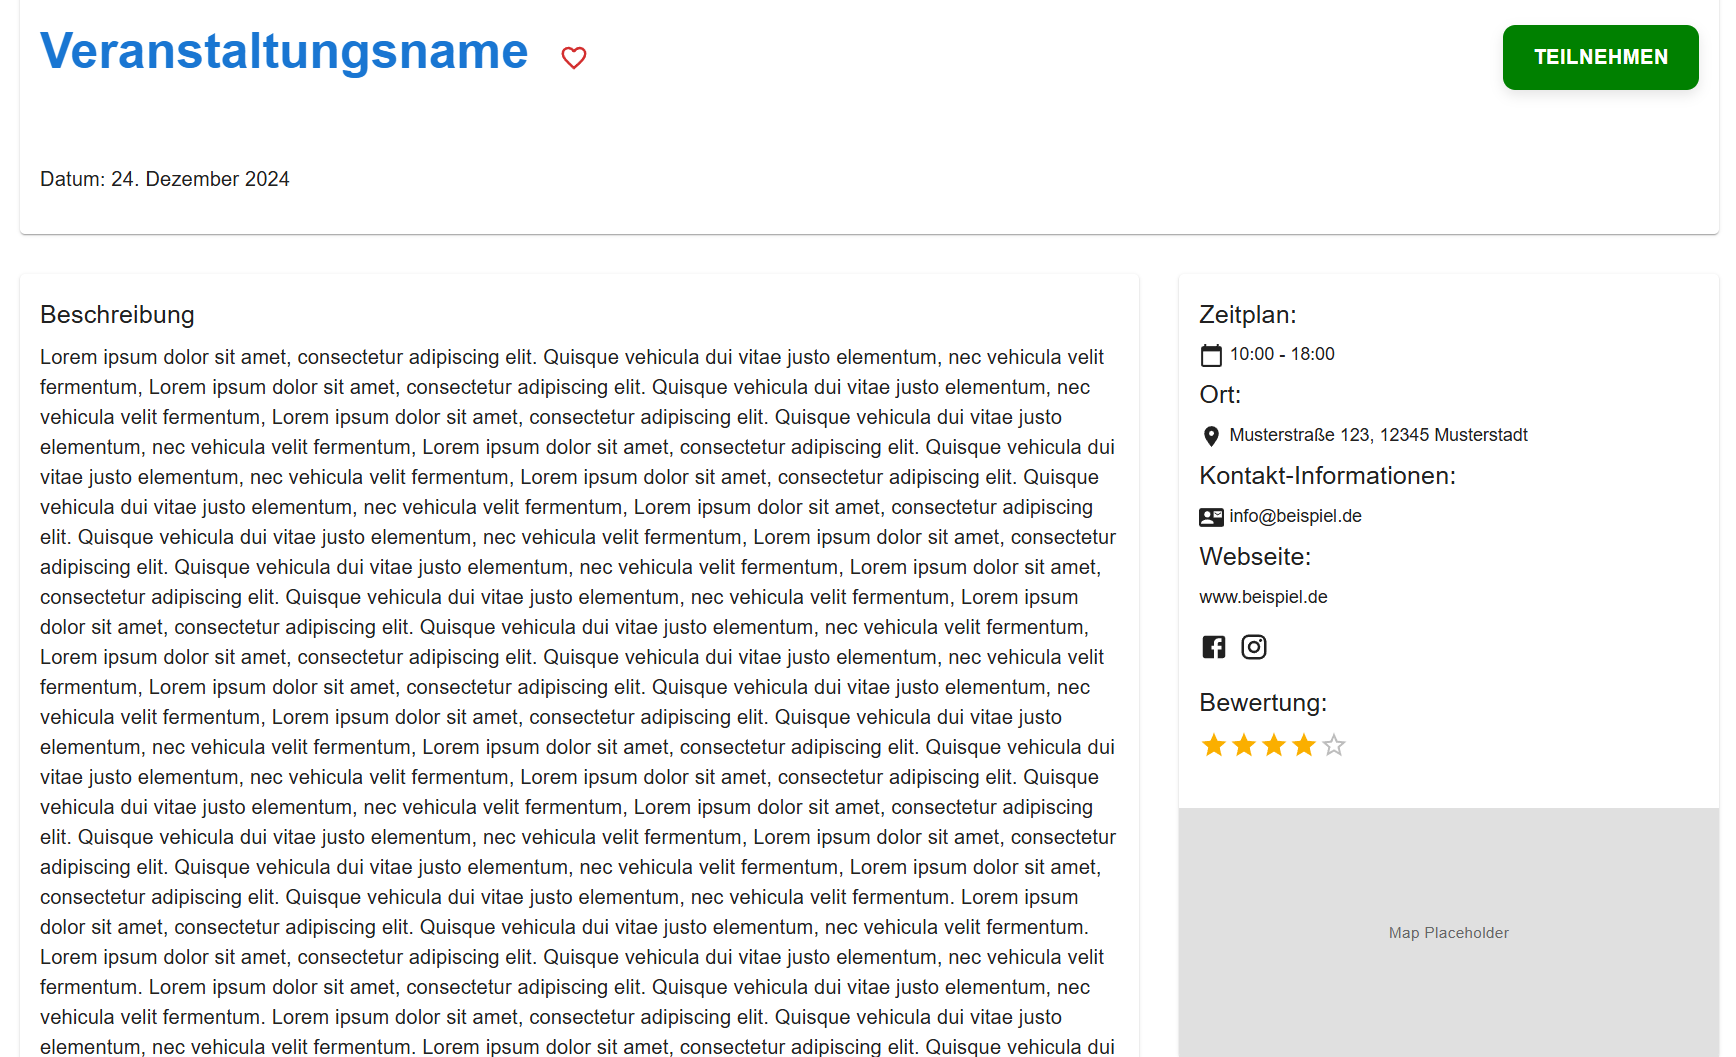 Veranstaltungsname
TEILNEHMEN
Datum: 24. Dezember 2024
Beschreibung
Lorem ipsum dolor sit amet, consectetur adipiscing elit. Quisque vehicula dui vitae justo elementum, nec vehicula velit
fermentum, Lorem ipsum dolor sit amet, consectetur adipiscing elit. Quisque vehicula dui vitae justo elementum, nec
vehicula velit fermentum, Lorem ipsum dolor sit amet, consectetur adipiscing elit. Quisque vehicula dui vitae justo
elementum, nec vehicula velit fermentum, Lorem ipsum dolor sit amet, consectetur adipiscing elit. Quisque vehicula dui
vitae justo elementum, nec vehicula velit fermentum, Lorem ipsum dolor sit amet, consectetur adipiscing elit. Quisque
vehicula dui vitae justo elementum, nec vehicula velit fermentum, Lorem ipsum dolor sit amet, consectetur adipiscing
elit. Quisque vehicula dui vitae justo elementum, nec vehicula velit fermentum, Lorem ipsum dolor sit amet, consectetur
adipiscing elit. Quisque vehicula dui vitae justo elementum, nec vehicula velit fermentum, Lorem ipsum dolor sit amet,
consectetur adipiscing elit. Quisque vehicula dui vitae justo elementum, nec vehicula velit fermentum, Lorem ipsum
dolor sit amet, consectetur adipiscing elit. Quisque vehicula dui vitae justo elementum, nec vehicula velit fermentum,
Lorem ipsum dolor sit amet, consectetur adipiscing elit. Quisque vehicula dui vitae justo elementum, nec vehicula velit
fermentum, Lorem ipsum dolor sit amet, consectetur adipiscing elit. Quisque vehicula dui vitae justo elementum, nec
vehicula velit fermentum, Lorem ipsum dolor sit amet, consectetur adipiscing elit. Quisque vehicula dui vitae justo
elementum, nec vehicula velit fermentum, Lorem ipsum dolor sit amet, consectetur adipiscing elit. Quisque vehicula dui
vitae justo elementum, nec vehicula velit fermentum, Lorem ipsum dolor sit amet, consectetur adipiscing elit. Quisque
vehicula dui vitae justo elementum, nec vehicula velit fermentum, Lorem ipsum dolor sit amet, consectetur adipiscing
elit. Quisque vehicula dui vitae justo elementum, nec vehicula velit fermentum, Lorem ipsum dolor sit amet, consectetur
adipiscing elit. Quisque vehicula dui vitae justo elementum, nec vehicula velit fermentum, Lorem ipsum dolor sit amet,
consectetur adipiscing elit. Quisque vehicula dui vitae justo elementum, nec vehicula velit fermentum. Lorem ipsum
dolor sit amet, consectetur adipiscing elit. Quisque vehicula dui vitae justo elementum, nec vehicula velit fermentum.
Lorem ipsum dolor sit amet, consectetur adipiscing elit. Quisque vehicula dui vitae justo elementum, nec vehicula velit
fermentum. Lorem ipsum dolor sit amet, consectetur adipiscing elit. Quisque vehicula dui vitae justo elementum, nec
vehicula velit fermentum. Lorem ipsum dolor sit amet, consectetur adipiscing elit. Quisque vehicula dui vitae justo
elementum, nec vehicula velit fermentum. Lorem ipsum dolor sit amet, consectetur adipiscing elit. Quisque vehicula dui
Zeitplan:
10:00 - 18:00
Ort:
Musterstraße 123, 12345 Musterstadt
Kontakt-Informationen:
info@beispiel.de
Webseite:
www.beispiel.de
Bewertung:
Map Placeholder